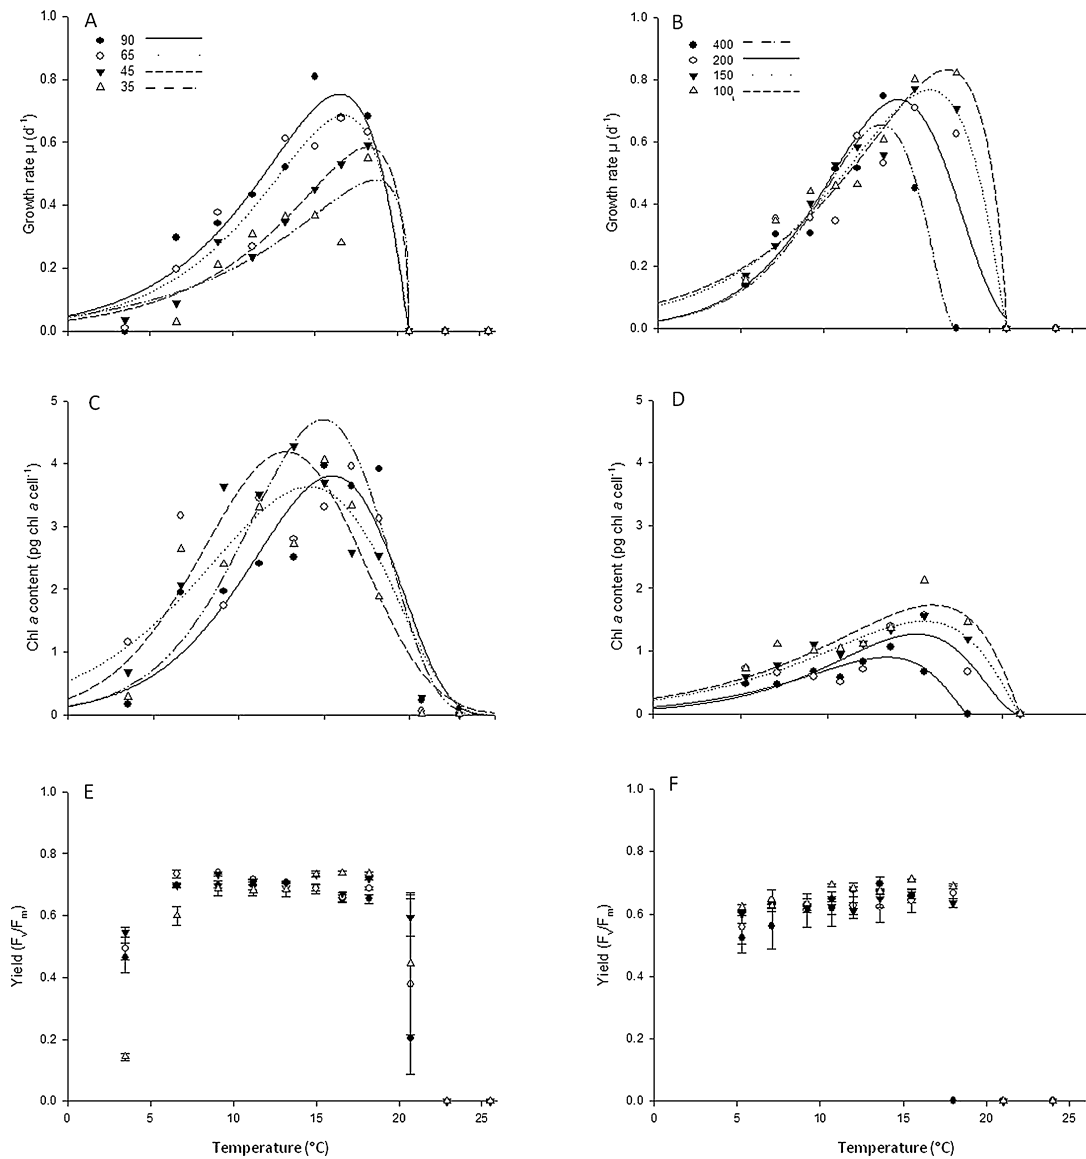 A
90
65
45
35
1.0
0.8
0.6
0.4
0.2
0.0
Growth rate µ (d-1)
B
400
200
150
100
1.0
0.8
0.6
0.4
0.2
0.0
Growth rate µ (d-1)
C
5
4
3
2
1
0
Chl a content (pg chl a cell-1)
D
5
4
3
2
1
0
Chl a content (pg chl a cell-1)
E
1.0
0.8
0.6
0.4
0.2
0.0
Yield (Fv/Fm)
0 5 10 15 20 25
Temperature (°C)
F
1.0
0.8
0.6
0.4
0.2
0.0
Yield (Fv/Fm)
0 5 10 15 20 25
Temperature (°C)